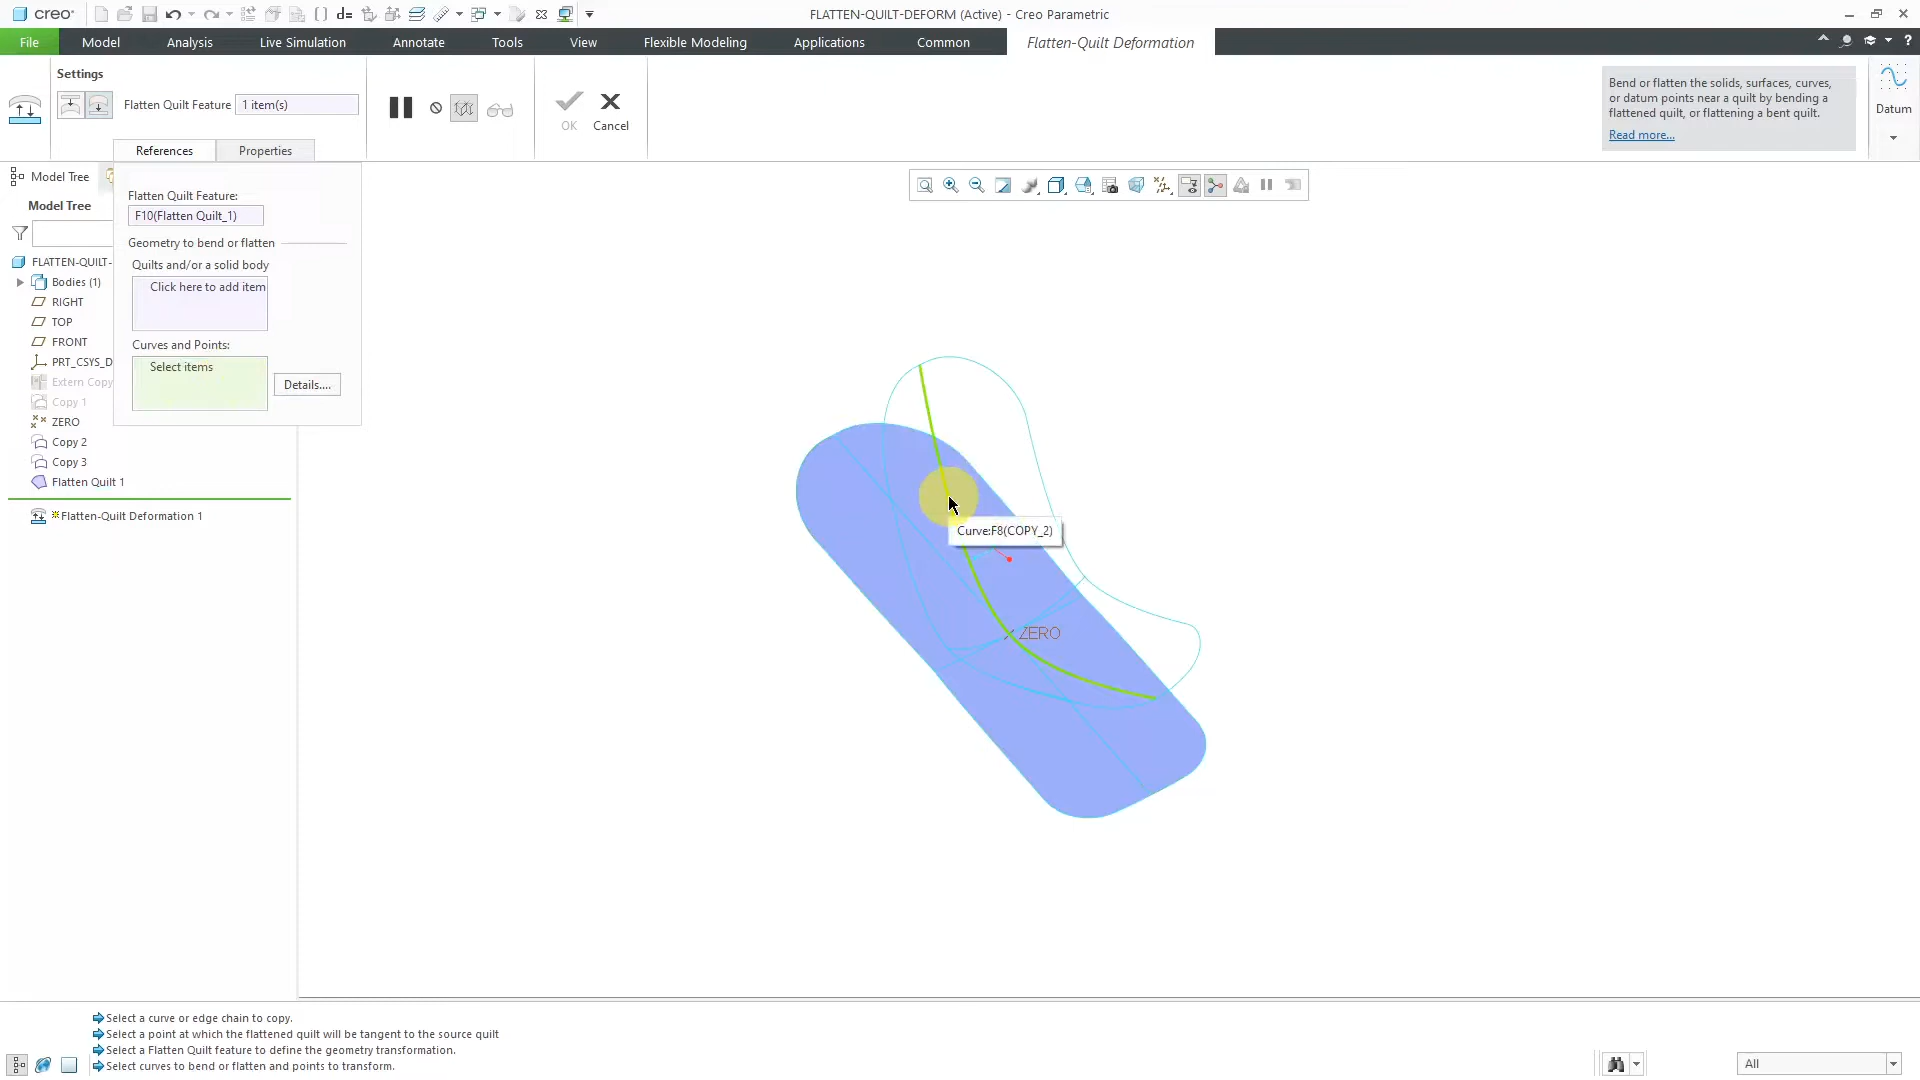 creo
FLATTEN-QUILT-DEFORM (Active) - Creo Parametric
File
Model
Analysis
Live Simulation
Annotate
Tools
View
Flexible Modeling
Applications
Common
Flatten-Quilt Deformation
Settings
Flatten Quilt Feature
1 item(s)
OK
Cancel
Bend or flatten the solids, surfaces, curves,
or datum points near a quilt by bending a
flattened quilt, or flattening a bent quilt.
Read more...
Datum
References
Properties
Model Tree
Model Tree
Flatten Quilt Feature:
F10(Flatten Quilt_1)
Geometry to bend or flatten
Quilts and/or a solid body
Click here to add item
Curves and Points:
Select items
Details....
FLATTEN-QUILT-
Bodies (1)
RIGHT
TOP
FRONT
PRT_CSYS_D
Extern Copy
Copy 1
ZERO
Copy 2
Copy 3
Flatten Quilt 1
Flatten-Quilt Deformation 1
Curve:F8(COPY_2)
ZERO
Select a curve or edge chain to copy.
Select a point at which the flattened quilt will be tangent to the source quilt
Select a Flatten Quilt feature to define the geometry transformation.
Select curves to bend or flatten and points to transform.
All